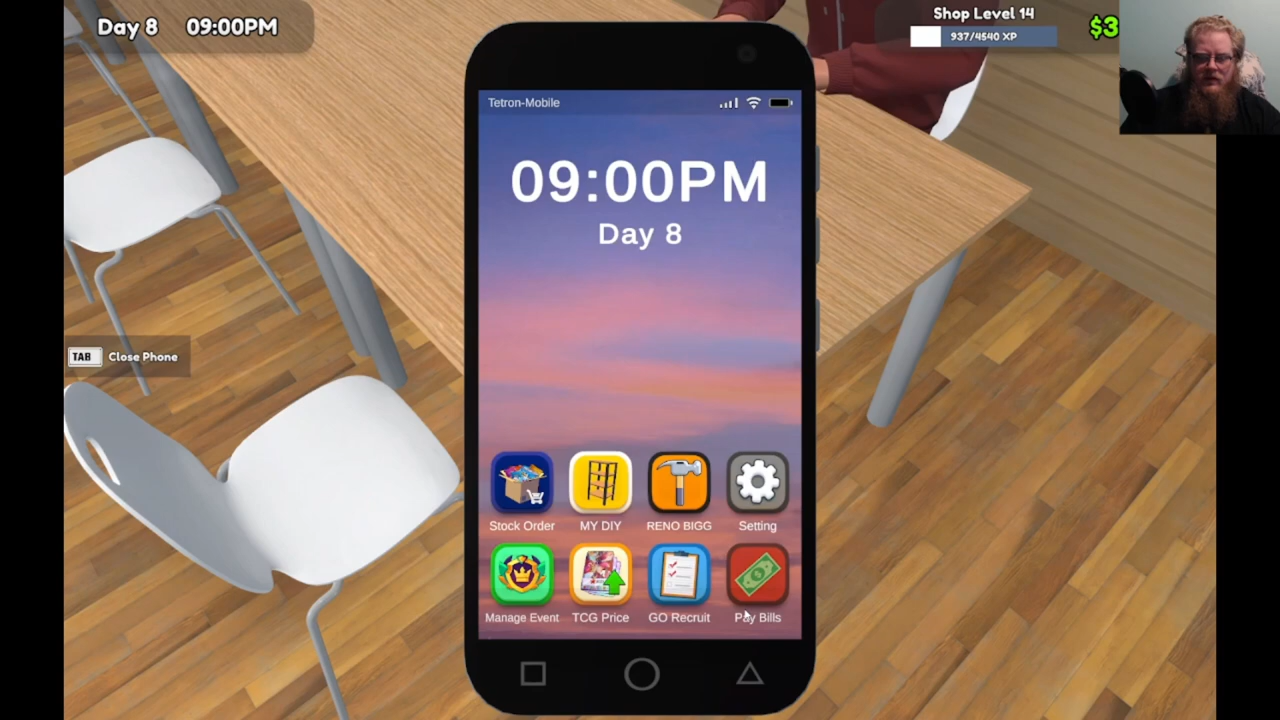 Day 8 09:00PM
Shop Level 14
937/4540 XP
$3
Tetron-Mobile
09:00PM
Day 8
TAB Close Phone
Stock Order MY DIY RENO BIGG Setting
Manage Event TCG Price GO Recruit Pay Bills